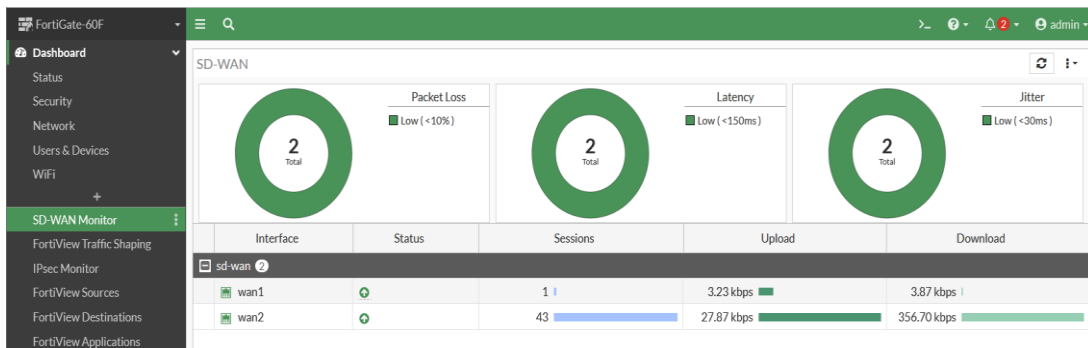 FortiGate-60F
>_ 2 admin
Dashboard
Status
Security
Network
Users & Devices
WiFi
+
SD-WAN Monitor
FortiView Traffic Shaping
IPsec Monitor
FortiView Sources
FortiView Destinations
FortiView Applications
SD-WAN
Packet Loss
Low (<10%)
2
Total
Latency
Low (<150ms)
2
Total
Jitter
Low (<30ms)
2
Total
Interface Status Sessions Upload Download
sd-wan 2
wan1 1 3.23 kbps 3.87 kbps
wan2 43 27.87 kbps 356.70 kbps